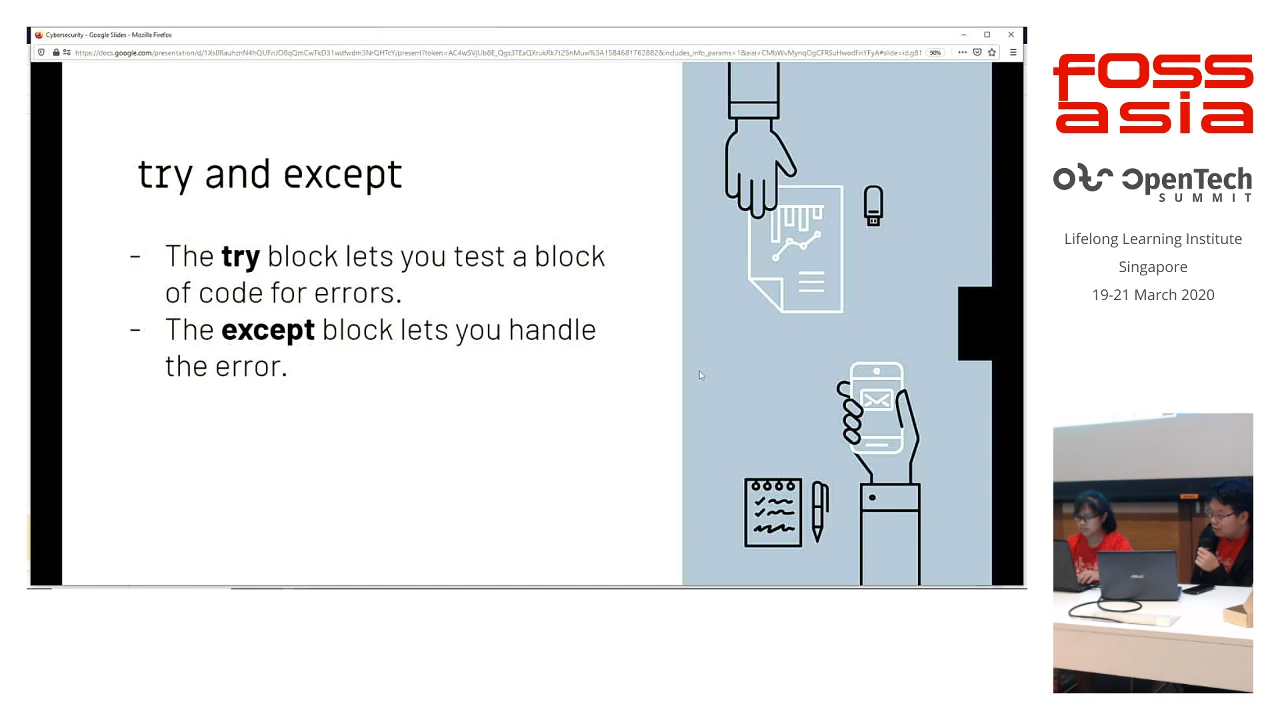 Cybersecurity - Google Slides - Mozilla Firefox
90%
try and except
- The try block lets you test a block
of code for errors.
- The except block lets you handle
the error.
FOSS
asia
OpenTech
SUMMIT
Lifelong Learning Institute
Singapore
19-21 March 2020